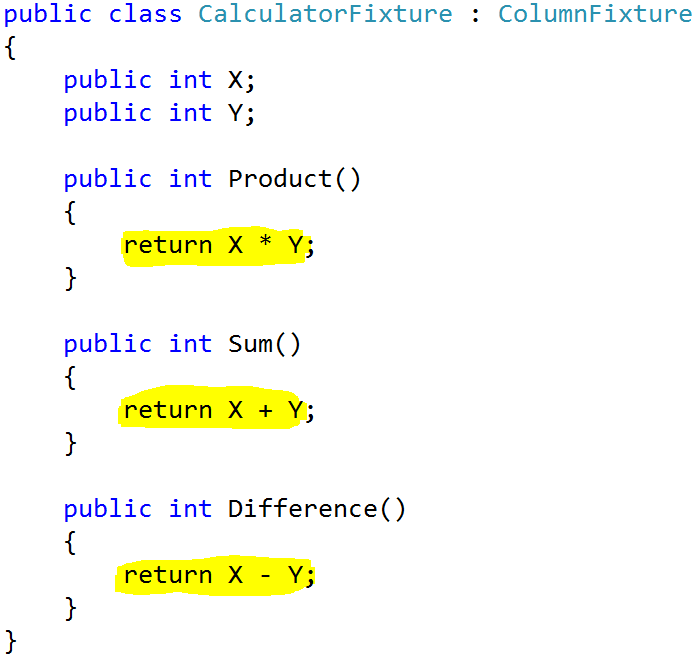 public class CalculatorFixture : ColumnFixture
{
    public int X;
    public int Y;

    public int Product()
    {
        return X * Y;
    }

    public int Sum()
    {
        return X + Y;
    }

    public int Difference()
    {
        return X - Y;
    }
}